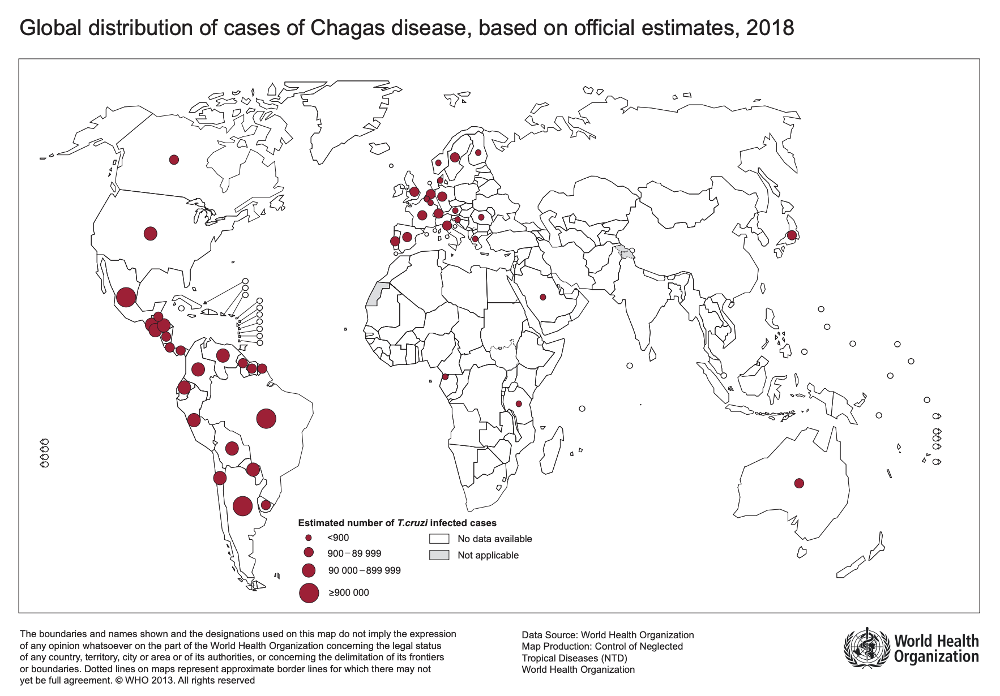 Global distribution of cases of Chagas disease, based on official estimates, 2018
Estimated number of T.cruzi infected cases
<900
900–89 999
90 000–899 999
≥900 000
No data available
Not applicable
The boundaries and names shown and the designations used on this map do not imply the expression
of any opinion whatsoever on the part of the World Health Organization concerning the legal status
of any country, territory, city or area or of its authorities, or concerning the delimitation of its frontiers
or boundaries. Dotted lines on maps represent approximate border lines for which there may not
yet be full agreement. © WHO 2013. All rights reserved
Data Source: World Health Organization
Map Production: Control of Neglected
Tropical Diseases (NTD)
World Health Organization
World Health
Organization